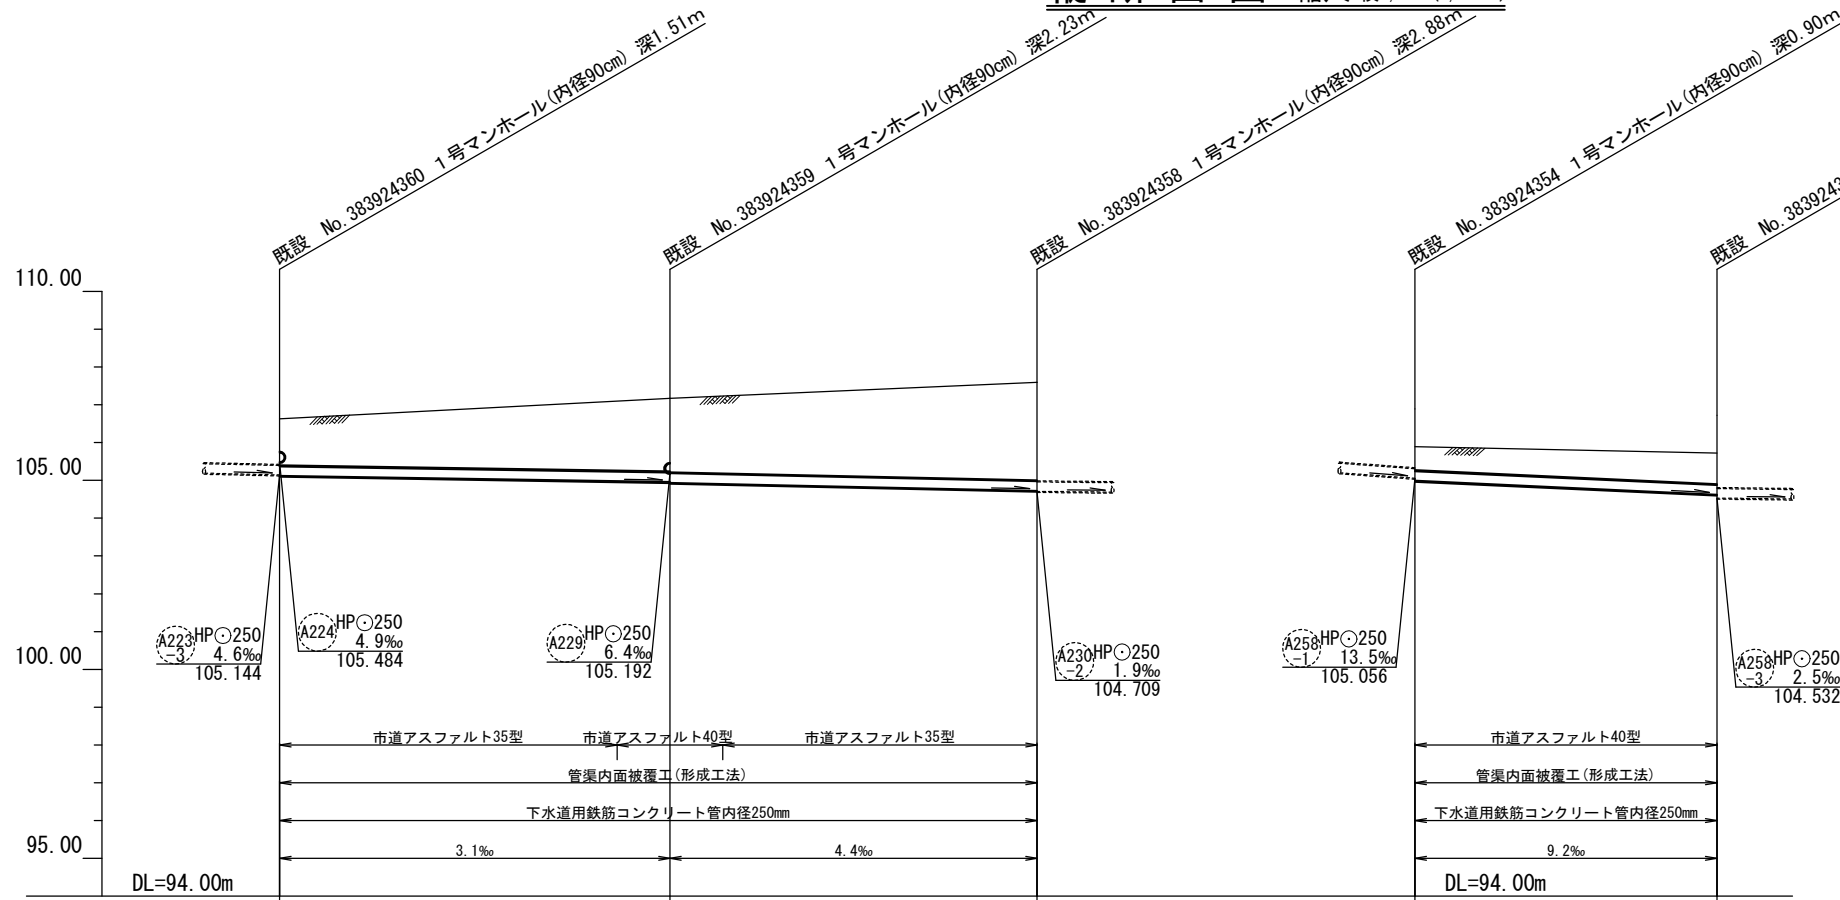 既設 No.383924360 1号マンホール(内径90cm) 深1.51m
既設 No.383924359 1号マンホール(内径90cm) 深2.23m
既設 No.383924358 1号マンホール(内径90cm) 深2.88m
既設 No.383924354 1号マンホール(内径90cm) 深0.90m
既設 No.383924
110.00
105.00
100.00
95.00
A223-3 HP⊙250
4.6‰
105.144
A224 HP⊙250
4.9‰
105.484
A229 HP⊙250
6.4‰
105.192
A230-2 HP⊙250
1.9‰
104.709
A258-1 HP⊙250
13.5‰
105.056
A258-3 HP⊙250
2.5‰
104.532
市道アスファルト35型 市道アスファルト40型 市道アスファルト35型 市道アスファルト40型
管渠内面被覆工(形成工法) 管渠内面被覆工(形成工法)
下水道用鉄筋コンクリート管内径250mm 下水道用鉄筋コンクリート管内径250mm
3.1‰ 4.4‰ 9.2‰
DL=94.00m DL=94.00m